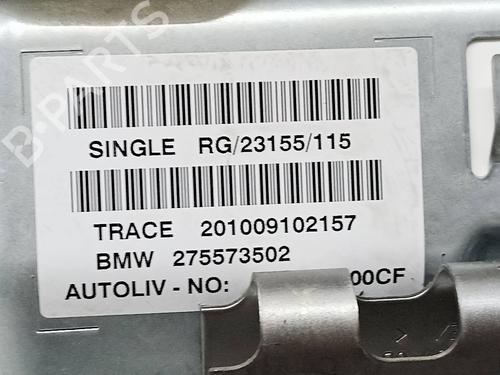 B-PARTS
SINGLE RG/23155/115
TRACE 201009102157
BMW 275573502
AUTOLIV - NO: 00CF